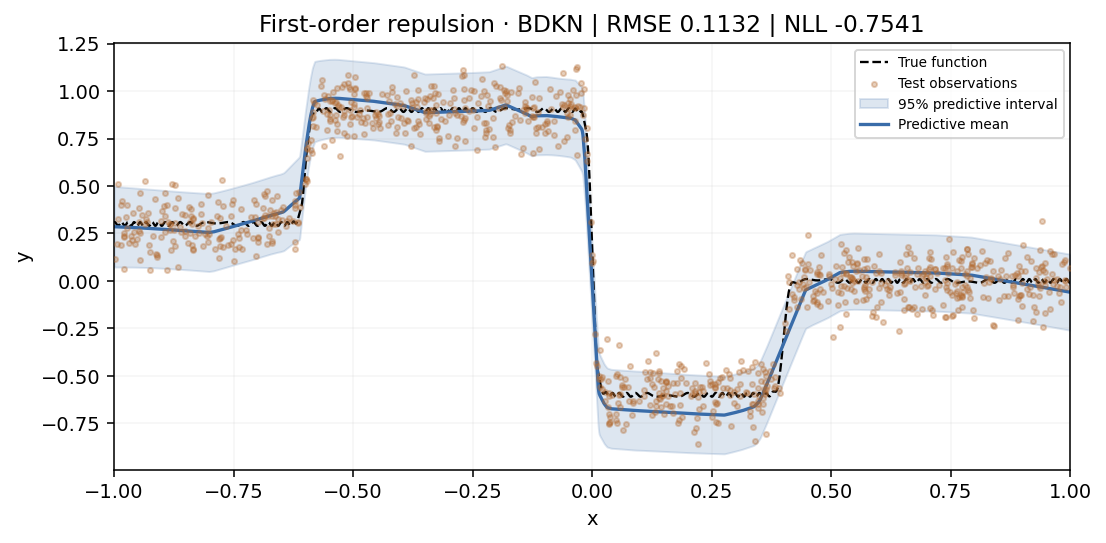 First-order repulsion · BDKN | RMSE 0.1132 | NLL -0.7541
True function
Test observations
95% predictive interval
Predictive mean
1.25
1.00
0.75
0.50
0.25
0.00
−0.25
−0.50
−0.75
y
−1.00 −0.75 −0.50 −0.25 0.00 0.25 0.50 0.75 1.00
x